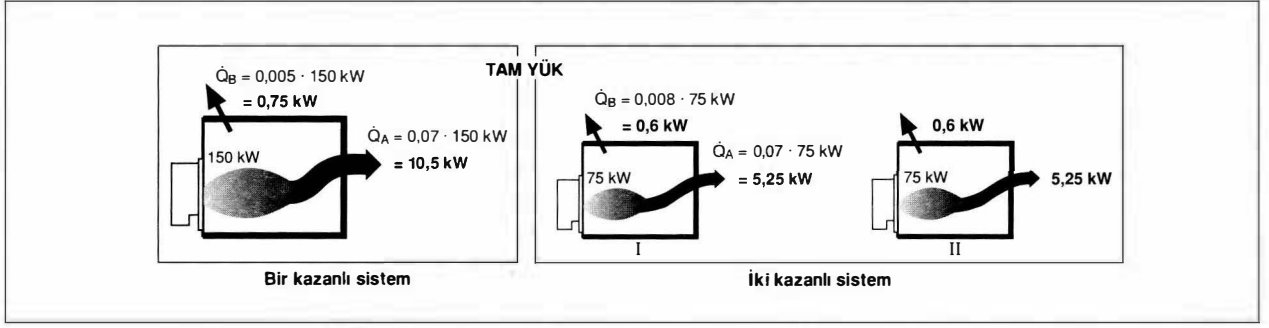 TAM YÜK
Q̇B = 0,005 · 150 kW
= 0,75 kW
150 kW
Q̇A = 0,07 · 150 kW
= 10,5 kW
Bir kazanlı sistem
Q̇B = 0,008 · 75 kW
= 0,6 kW
75 kW
Q̇A = 0,07 · 75 kW
= 5,25 kW
I
0,6 kW
75 kW
5,25 kW
II
İki kazanlı sistem